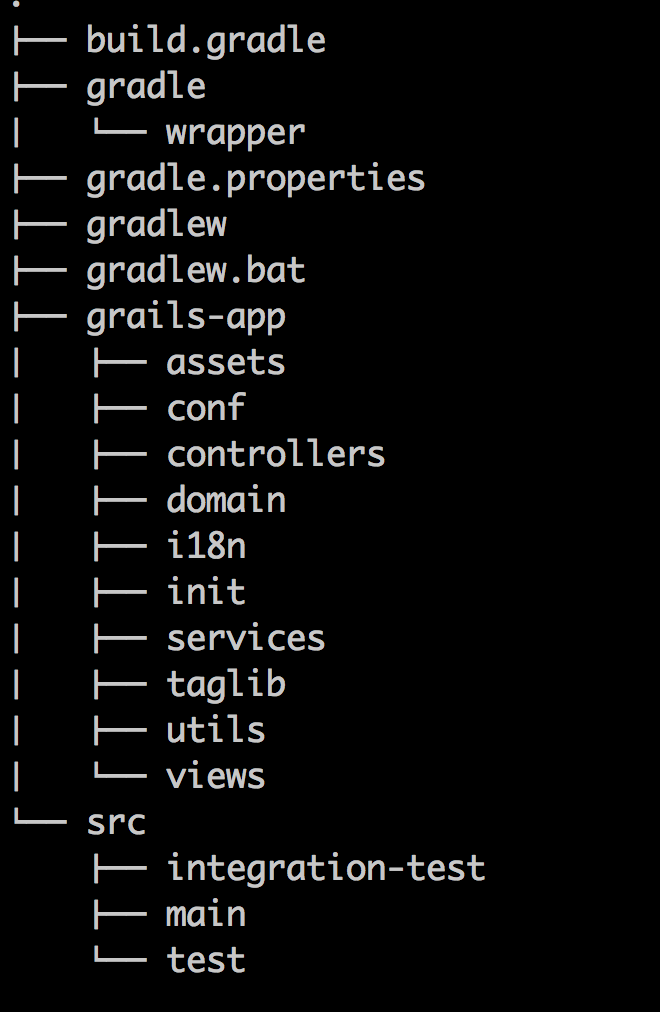 .
├── build.gradle
├── gradle
│   └── wrapper
├── gradle.properties
├── gradlew
├── gradlew.bat
├── grails-app
│   ├── assets
│   ├── conf
│   ├── controllers
│   ├── domain
│   ├── i18n
│   ├── init
│   ├── services
│   ├── taglib
│   ├── utils
│   └── views
└── src
    ├── integration-test
    ├── main
    └── test